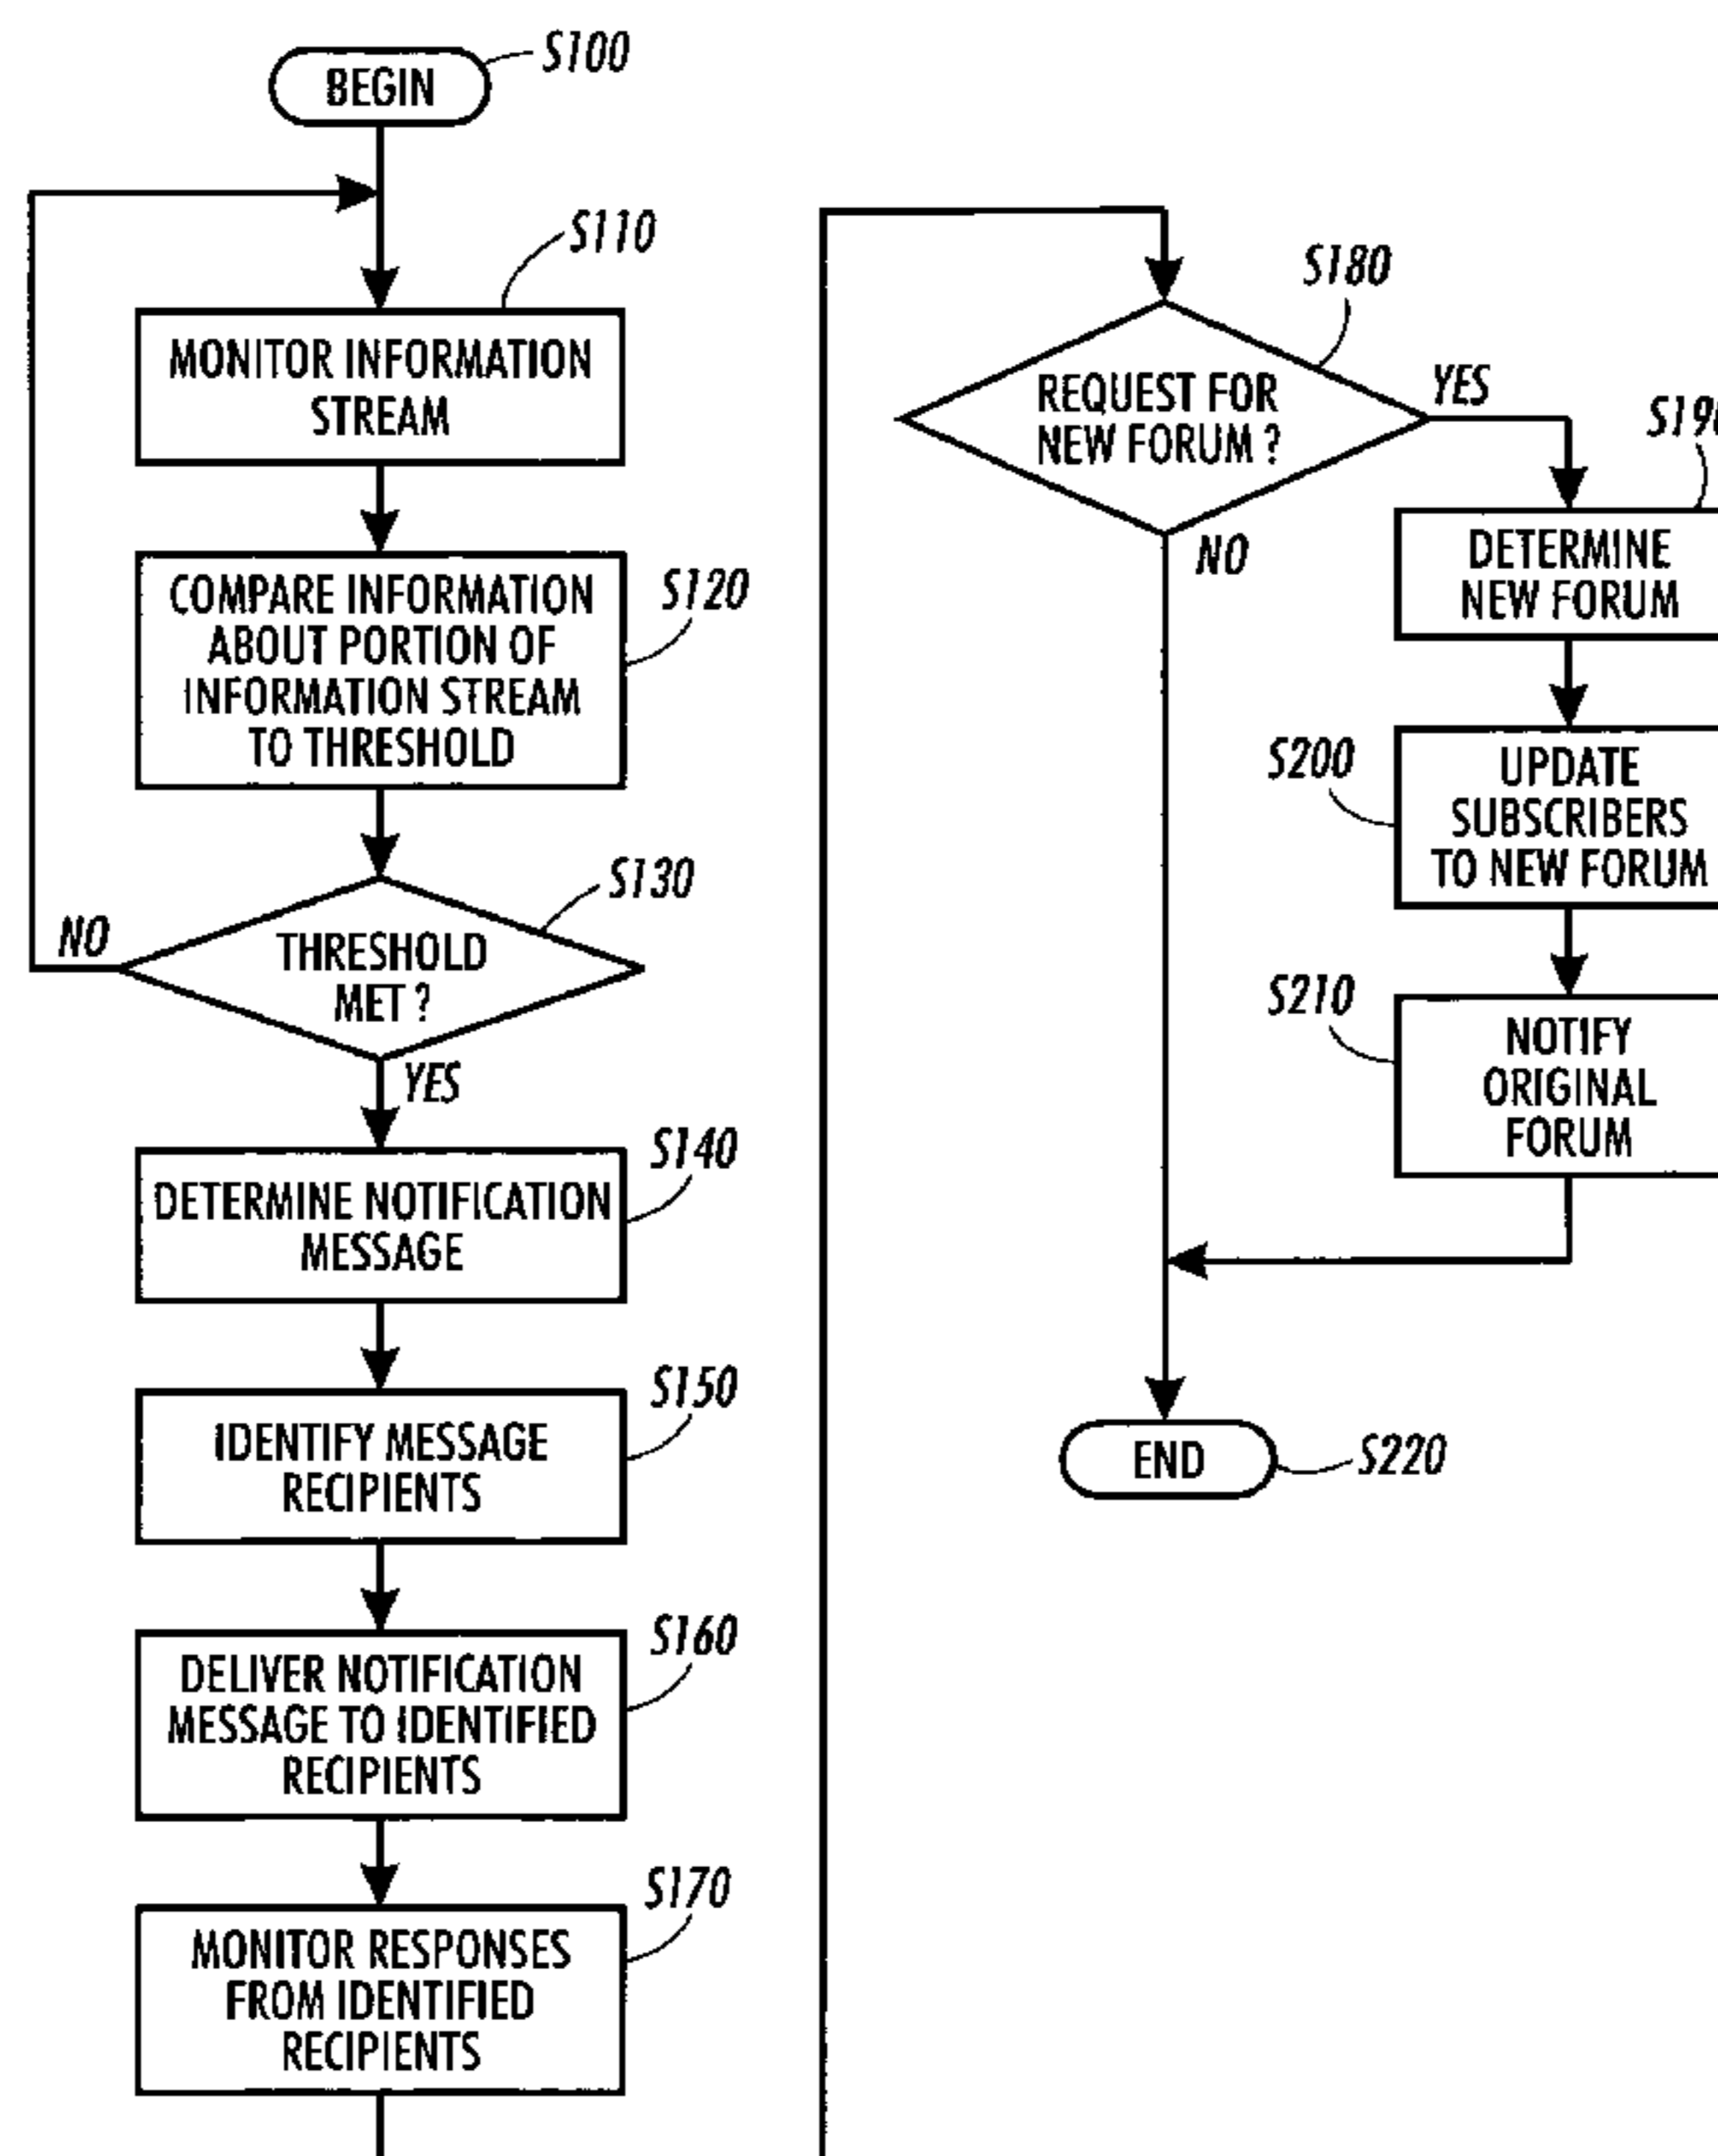 BEGIN
S100
S110
MONITOR INFORMATION
STREAM
S120
COMPARE INFORMATION
ABOUT PORTION OF
INFORMATION STREAM
TO THRESHOLD
S130
NO
THRESHOLD
MET ?
YES
S140
DETERMINE NOTIFICATION
MESSAGE
S150
IDENTIFY MESSAGE
RECIPIENTS
S160
DELIVER NOTIFICATION
MESSAGE TO IDENTIFIED
RECIPIENTS
S170
MONITOR RESPONSES
FROM IDENTIFIED
RECIPIENTS
S180
REQUEST FOR
NEW FORUM ?
YES
NO
DETERMINE
NEW FORUM
S200
UPDATE
SUBSCRIBERS
TO NEW FORUM
S210
NOTIFY
ORIGINAL
FORUM
END
S220